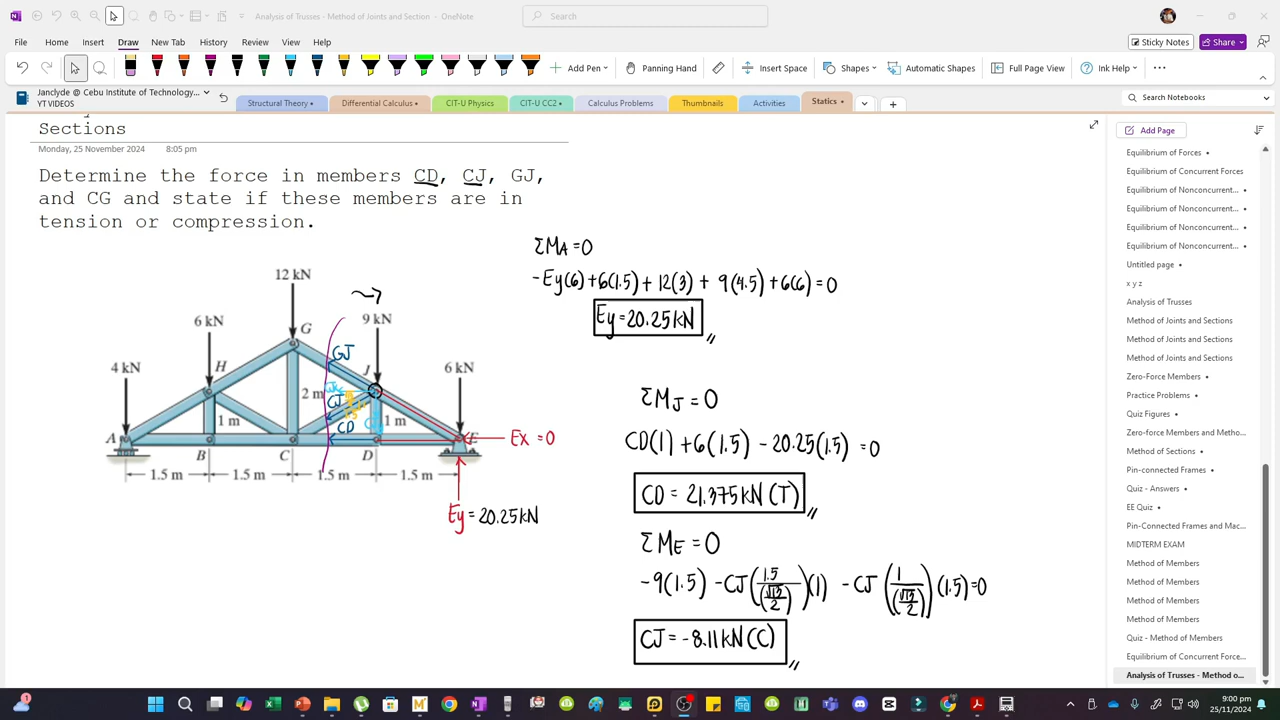 Analysis of Trusses - Method of Joints and Section - OneNote
Search
File Home Insert Draw New Tab History Review View Help
Sticky Notes Share
Add Pen Panning Hand Insert Space Shapes Automatic Shapes Full Page View Ink Help
Janclyde @ Cebu Institute of Technology...
YT VIDEOS
Structural Theory Differential Calculus CIT-U Physics CIT-U CC2 Calculus Problems Thumbnails Activities Statics
Search Notebooks
Sections
Monday, 25 November 2024 8:05 pm
Determine the force in members CD, CJ, GJ,
and CG and state if these members are in
tension or compression.
12 kN
6 kN
9 kN
4 kN
6 kN
G
GJ
H
J
2 m
CJ
1 m
CD
1 m
A
E
Ex = 0
B
C
D
1.5 m 1.5 m 1.5 m 1.5 m
Ey = 20.25KN
ΣMA = 0
-Ey(6) + 6(1.5) + 12(3) + 9(4.5) + 6(6) = 0
Ey = 20.25KN
ΣMJ = 0
CD(1) + 6(1.5) - 20.25(1.5) = 0
CD = 21.375KN (T)
ΣME = 0
-9(1.5) - CJ(1.5/(√13/2))(1) - CJ(1/(√13/2))(1.5) = 0
CJ = -8.11KN (C)
Add Page
Equilibrium of Forces
Equilibrium of Concurrent Forces
Equilibrium of Nonconcurrent...
Equilibrium of Nonconcurrent...
Equilibrium of Nonconcurrent...
Equilibrium of Nonconcurrent...
Untitled page
x y z
Analysis of Trusses
Method of Joints and Sections
Method of Joints and Sections
Method of Joints and Sections
Zero-Force Members
Practice Problems
Quiz Figures
Zero-force Members and Metho...
Method of Sections
Pin-connected Frames
Quiz - Answers
EE Quiz
Pin-Connected Frames and Mac...
MIDTERM EXAM
Method of Members
Method of Members
Method of Members
Method of Members
Quiz - Method of Members
Equilibrium of Concurrent Force...
Analysis of Trusses - Method o...
1
9:00 pm
25/11/2024